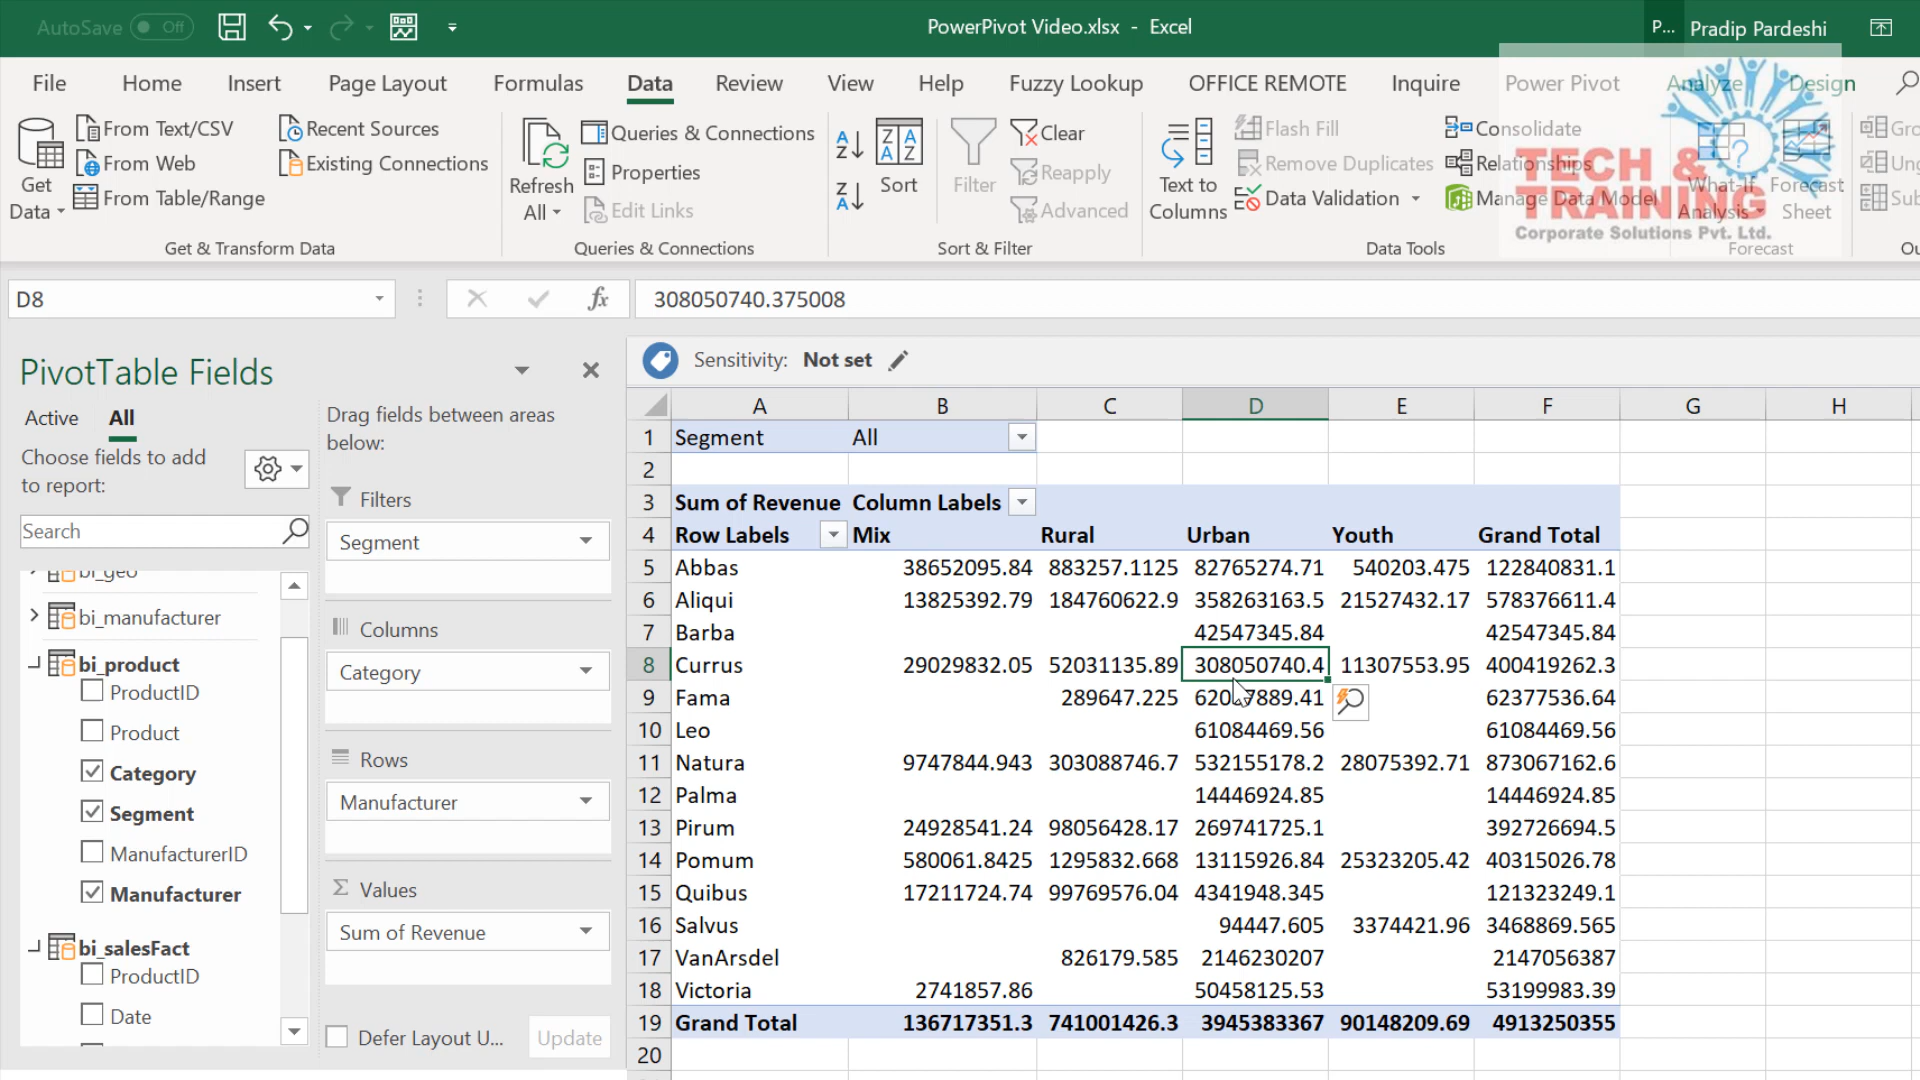 AutoSave Off
PowerPivot Video.xlsx - Excel
P... Pradip Pardeshi
File Home Insert Page Layout Formulas Data Review View Help Fuzzy Lookup OFFICE REMOTE Inquire Power Pivot Analyze Design
Get Data
From Text/CSV
From Web
From Table/Range
Recent Sources
Existing Connections
Get & Transform Data
Refresh All
Queries & Connections
Properties
Edit Links
Queries & Connections
Sort
Filter
Clear
Reapply
Advanced
Sort & Filter
Text to Columns
Flash Fill
Remove Duplicates
Data Validation
Consolidate
Relationships
Manage Data Model
Data Tools
What-If Analysis
Forecast Sheet
Forecast
TECH &
TRAINING
Corporate Solutions Pvt. Ltd.
D8
fx
308050740.375008
PivotTable Fields
Active All
Choose fields to add to report:
Search
bi_geo
bi_manufacturer
bi_product
ProductID
Product
Category
Segment
ManufacturerID
Manufacturer
bi_salesFact
ProductID
Date
Drag fields between areas below:
Filters
Segment
Columns
Category
Rows
Manufacturer
Σ Values
Sum of Revenue
Defer Layout U... Update
Sensitivity: Not set
A B C D E F G H
1 Segment All
2
3 Sum of Revenue Column Labels
4 Row Labels Mix Rural Urban Youth Grand Total
5 Abbas 38652095.84 883257.1125 82765274.71 540203.475 122840831.1
6 Aliqui 13825392.79 184760622.9 358263163.5 21527432.17 578376611.4
7 Barba 42547345.84 42547345.84
8 Currus 29029832.05 52031135.89 308050740.4 11307553.95 400419262.3
9 Fama 289647.225 62377536.64
10 Leo 61084469.56 61084469.56
11 Natura 9747844.943 303088746.7 532155178.2 28075392.71 873067162.6
12 Palma 14446924.85 14446924.85
13 Pirum 24928541.24 98056428.17 269741725.1 392726694.5
14 Pomum 580061.8425 1295832.668 13115926.84 25323205.42 40315026.78
15 Quibus 17211724.74 99769576.04 4341948.345 121323249.1
16 Salvus 94447.605 3374421.96 3468869.565
17 VanArsdel 826179.585 2146230207 2147056387
18 Victoria 2741857.86 50458125.53 53199983.39
19 Grand Total 136717351.3 741001426.3 3945383367 90148209.69 4913250355
20